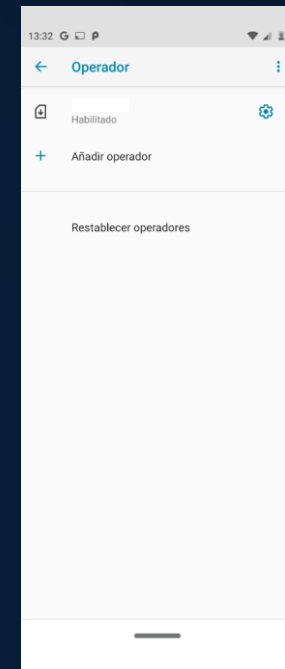 13:32 G P
Operador
Habilitado
Añadir operador
Restablecer operadores